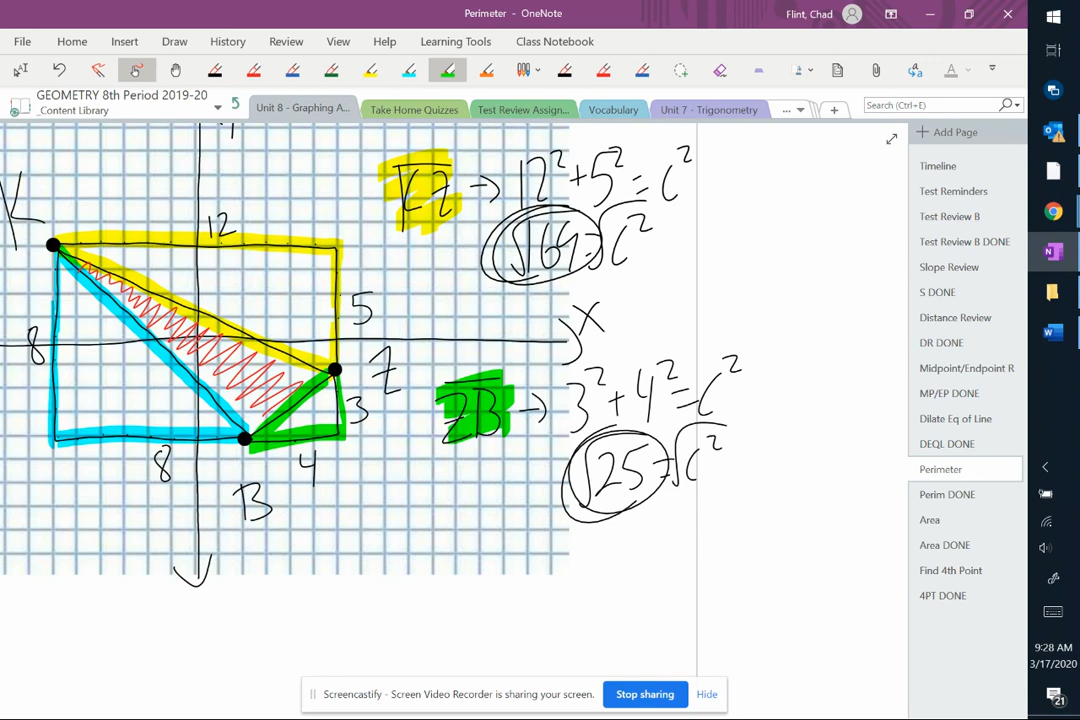 Perimeter - OneNote
Flint, Chad
File Home Insert Draw History Review View Help Learning Tools Class Notebook
GEOMETRY 8th Period 2019-20
_Content Library
Unit 8 - Graphing A...
Take Home Quizzes
Test Review Assign...
Vocabulary
Unit 7 - Trigonometry
...
Search (Ctrl+E)
Add Page
Timeline
Test Reminders
Test Review B
Test Review B DONE
Slope Review
S DONE
Distance Review
DR DONE
Midpoint/Endpoint R
MP/EP DONE
Dilate Eq of Line
DEQL DONE
Perimeter
Perim DONE
Area
Area DONE
Find 4th Point
4PT DONE
KZ → 12² + 5² = c²
√169 = √c²
K
12
5
X
8
Z
3
ZB → 3² + 4² = c²
√25 = √c²
8
4
B
Screencastify - Screen Video Recorder is sharing your screen.
Stop sharing
Hide
9:28 AM
3/17/2020
21